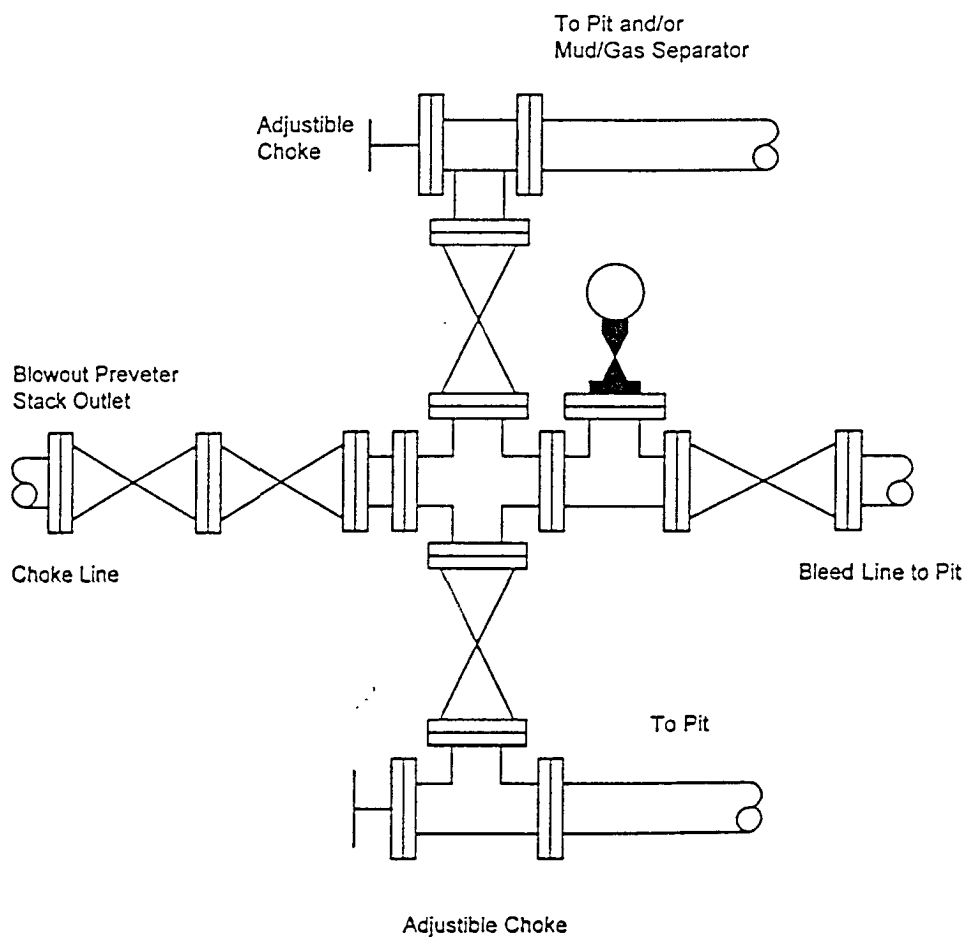 To Pit and/or
Mud/Gas Separator
Adjustible
Choke
Blowout Preveter
Stack Outlet
Choke Line
Bleed Line to Pit
To Pit
Adjustible Choke